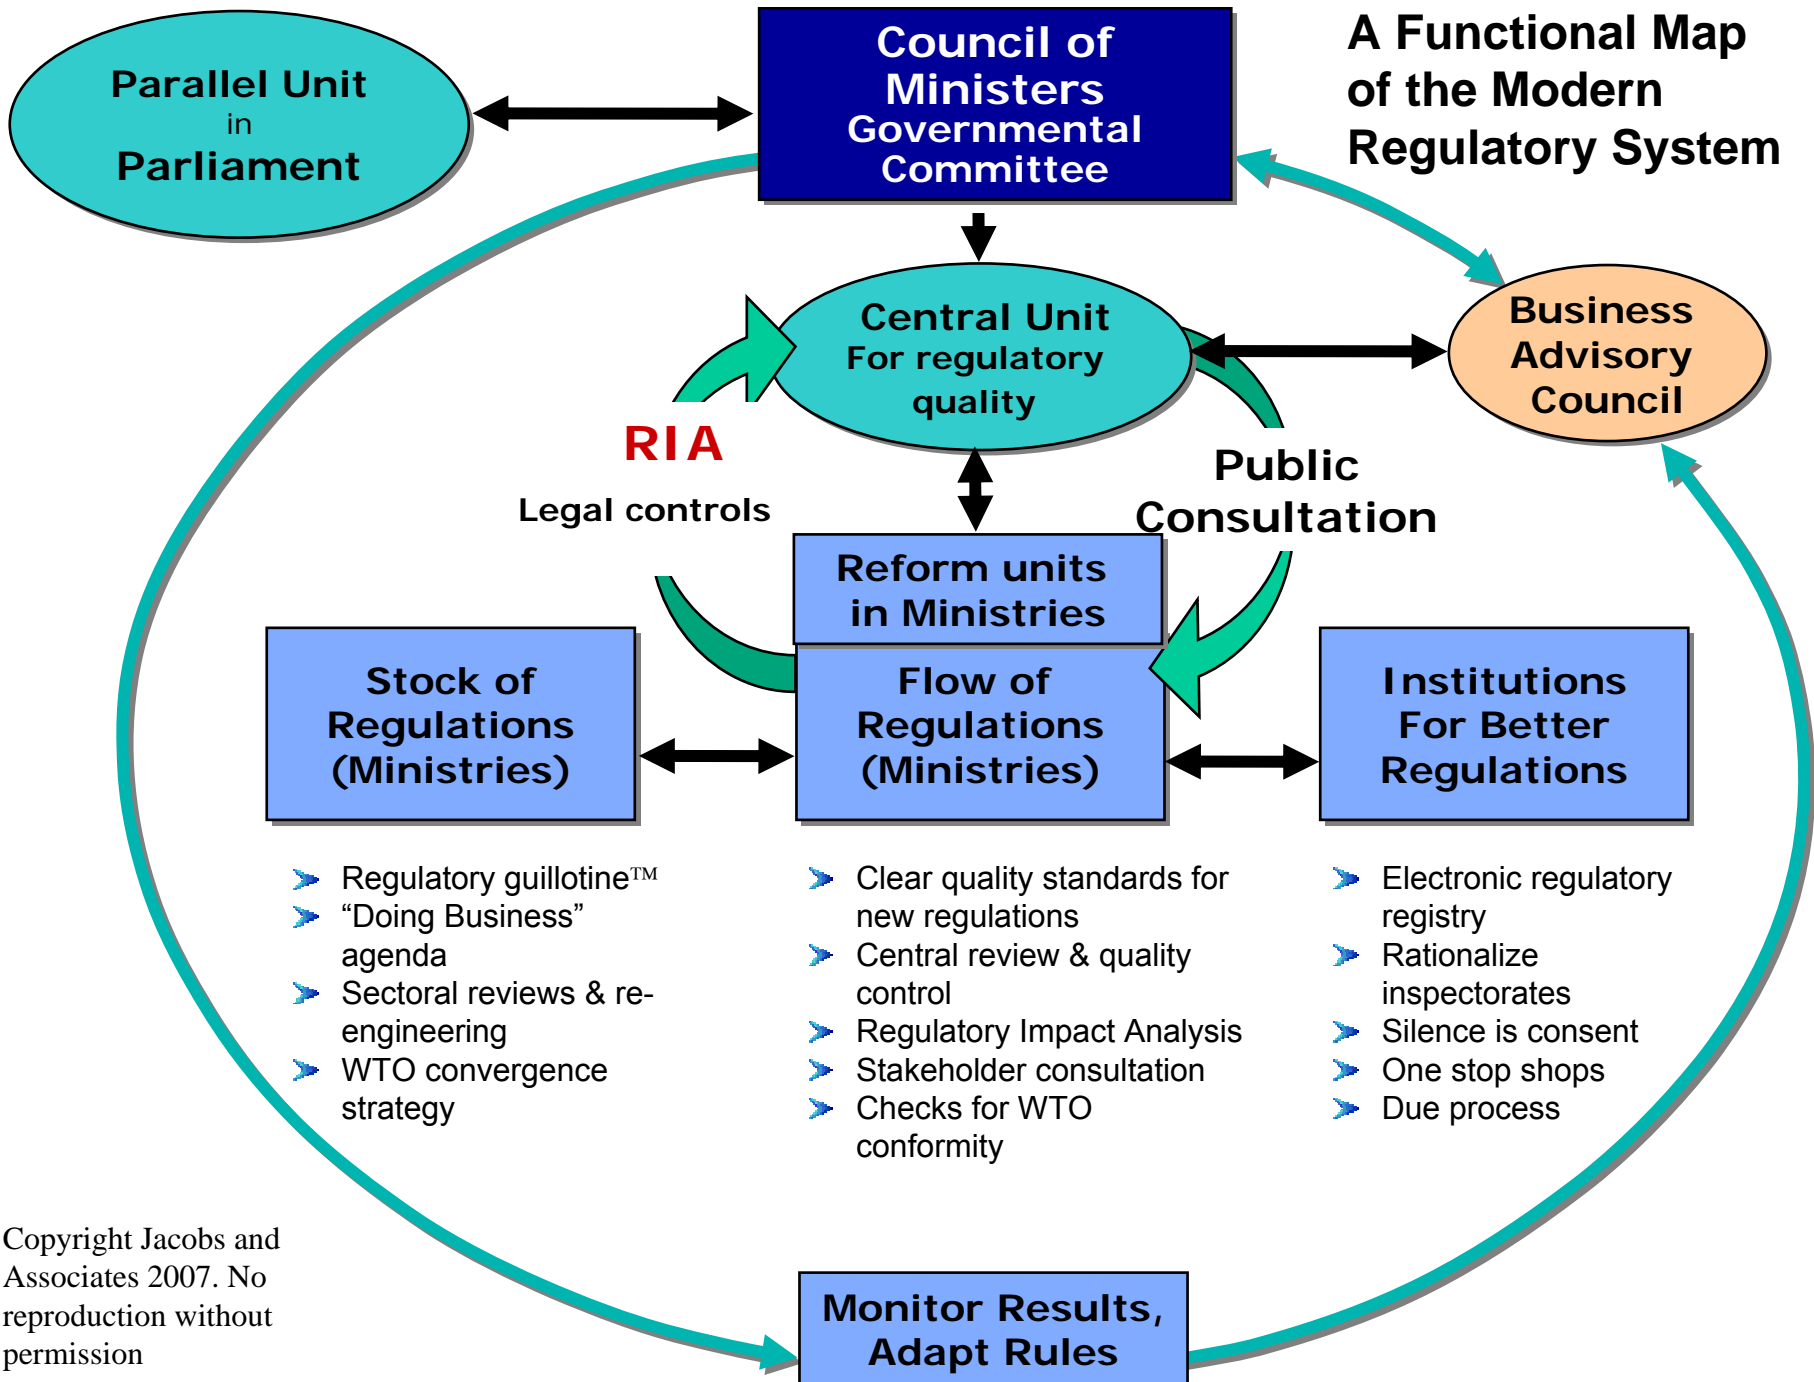 Parallel Unit
in
Parliament
Council of
Ministers
Governmental
Committee
A Functional Map
of the Modern
Regulatory System
Central Unit
For regulatory
quality
Business
Advisory
Council
RIA
Legal controls
Public
Consultation
Reform units
in Ministries
Stock of
Regulations
(Ministries)
Flow of
Regulations
(Ministries)
Institutions
For Better
Regulations
Regulatory guillotine™
“Doing Business”
agenda
Sectoral reviews & re-
engineering
WTO convergence
strategy
Clear quality standards for
new regulations
Central review & quality
control
Regulatory Impact Analysis
Stakeholder consultation
Checks for WTO
conformity
Electronic regulatory
registry
Rationalize
inspectorates
Silence is consent
One stop shops
Due process
Copyright Jacobs and
Associates 2007. No
reproduction without
permission
Monitor Results,
Adapt Rules